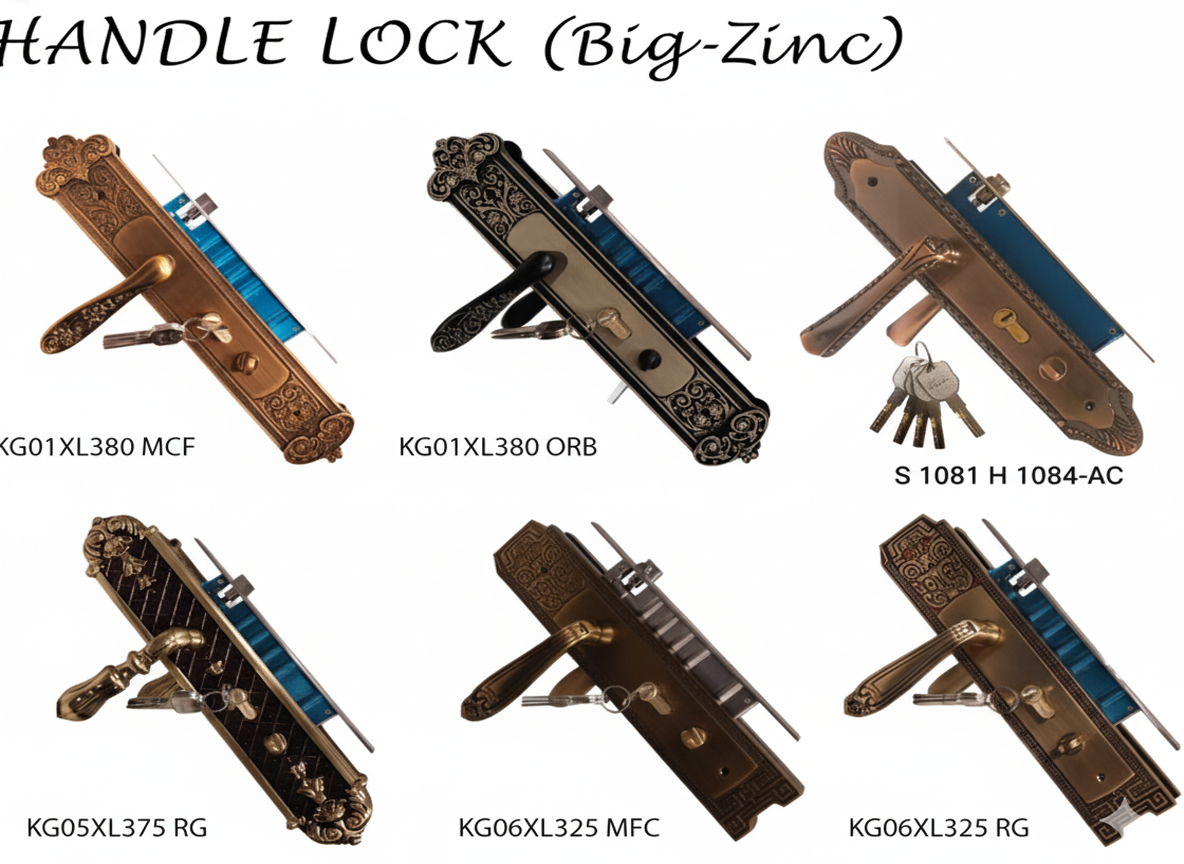 HANDLE LOCK (Big-Zinc)
KG01XL380 MCF
KG01XL380 ORB
S 1081 H 1084-AC
KG05XL375 RG
KG06XL325 MFC
KG06XL325 RG